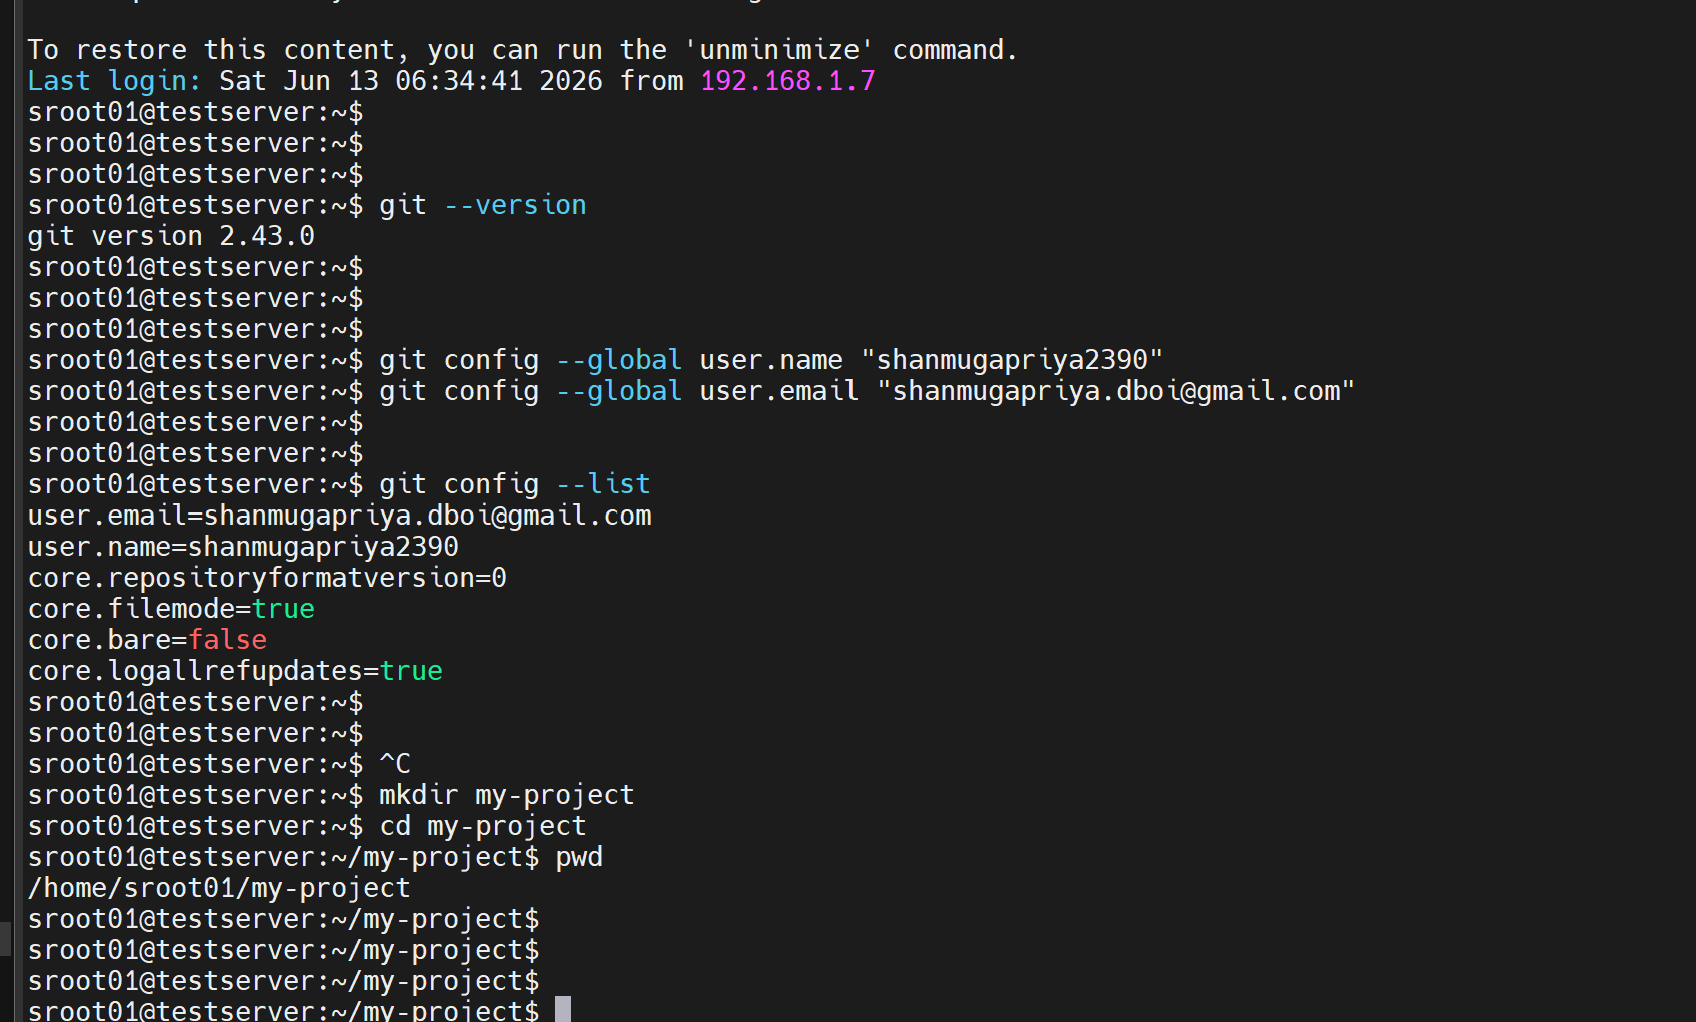 To restore this content, you can run the 'unminimize' command.
Last login: Sat Jun 13 06:34:41 2026 from 192.168.1.7
sroot01@testserver:~$
sroot01@testserver:~$
sroot01@testserver:~$
sroot01@testserver:~$ git --version
git version 2.43.0
sroot01@testserver:~$
sroot01@testserver:~$
sroot01@testserver:~$
sroot01@testserver:~$ git config --global user.name "shanmugapriya2390"
sroot01@testserver:~$ git config --global user.email "shanmugapriya.dboi@gmail.com"
sroot01@testserver:~$
sroot01@testserver:~$
sroot01@testserver:~$ git config --list
user.email=shanmugapriya.dboi@gmail.com
user.name=shanmugapriya2390
core.repositoryformatversion=0
core.filemode=true
core.bare=false
core.logallrefupdates=true
sroot01@testserver:~$
sroot01@testserver:~$
sroot01@testserver:~$ ^C
sroot01@testserver:~$ mkdir my-project
sroot01@testserver:~$ cd my-project
sroot01@testserver:~/my-project$ pwd
/home/sroot01/my-project
sroot01@testserver:~/my-project$
sroot01@testserver:~/my-project$
sroot01@testserver:~/my-project$
sroot01@testserver:~/my-project$